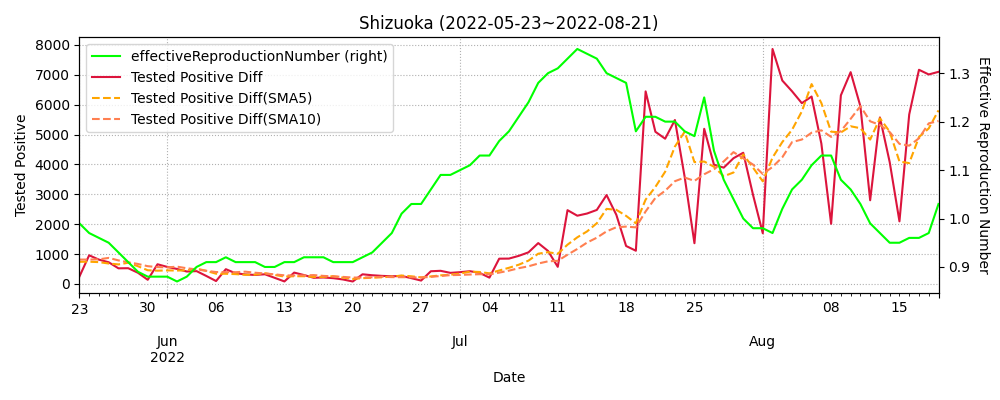 Shizuoka (2022-05-23~2022-08-21)
effectiveReproductionNumber (right)
Tested Positive Diff
Tested Positive Diff(SMA5)
Tested Positive Diff(SMA10)
Tested Positive
8000
7000
6000
5000
4000
3000
2000
1000
0
Effective Reproduction Number
1.3
1.2
1.1
1.0
0.9
23 30 06 13 20 27 04 11 18 25 08 15
Jun Jul Aug
2022
Date